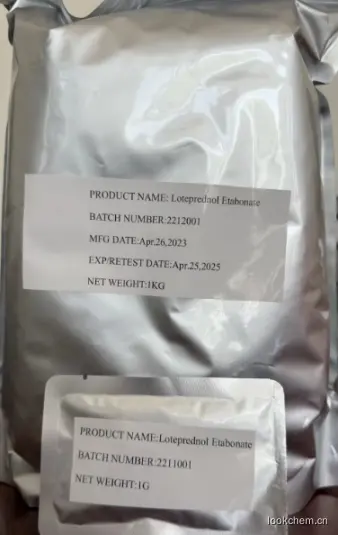 PRODUCT NAME: Loteprednol Etabonate
BATCH NUMBER:2212001
MFG DATE:Apr.26,2023
EXP/RETEST DATE:Apr.25,2025
NET WEIGHT:1KG
PRODUCT NAME:Loteprednol Etabonate
BATCH NUMBER:2211001
NET WEIGHT:1G
lookchem.cn